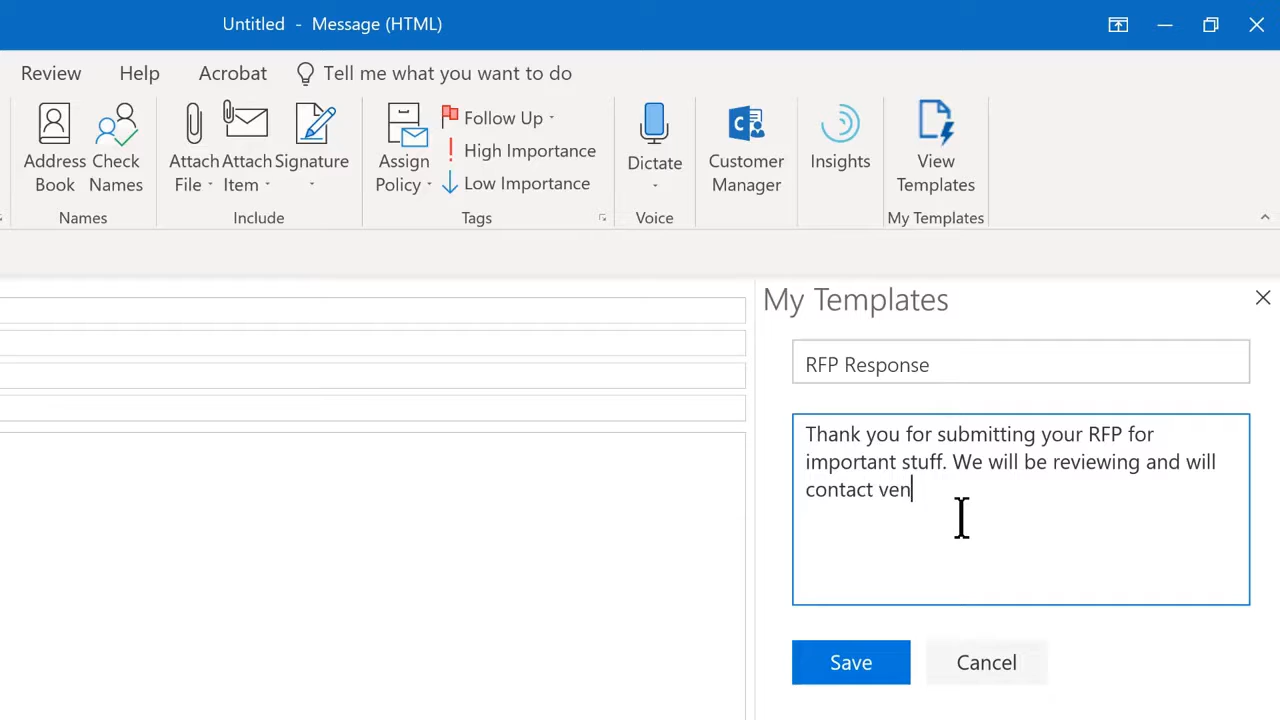 Untitled - Message (HTML)
Review Help Acrobat Tell me what you want to do
Address Book
Check Names
Names
Attach File
Attach Item
Signature
Include
Assign Policy
Follow Up
High Importance
Low Importance
Tags
Dictate
Voice
Customer Manager
Insights
View Templates
My Templates
My Templates
RFP Response
Thank you for submitting your RFP for
important stuff. We will be reviewing and will
contact ven
Save Cancel